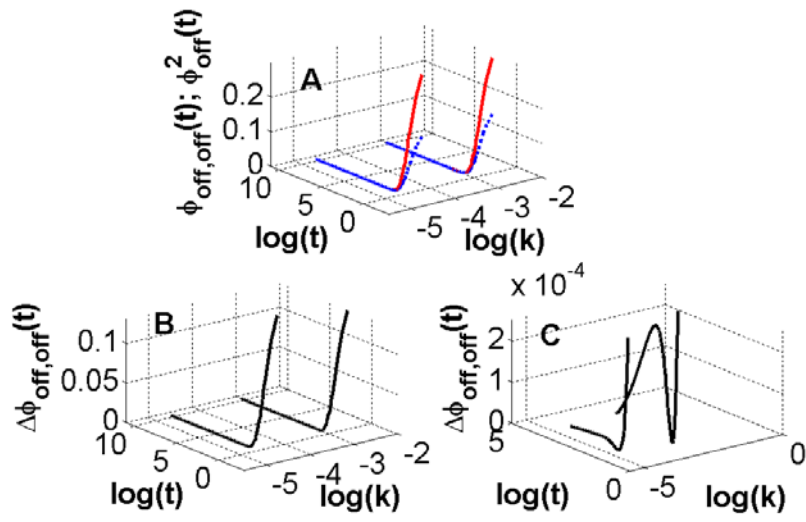 A
ϕoff,off(t); ϕ²off(t)
0.2
0.1
0
10
5
0
log(t)
-5
-4
-3
-2
log(k)
B
Δϕoff,off(t)
0.1
0.05
0
10
5
0
log(t)
-5
-4
-3
-2
log(k)
x 10⁻⁴
C
Δϕoff,off(t)
2
1
0
5
0
log(t)
-5
0
log(k)